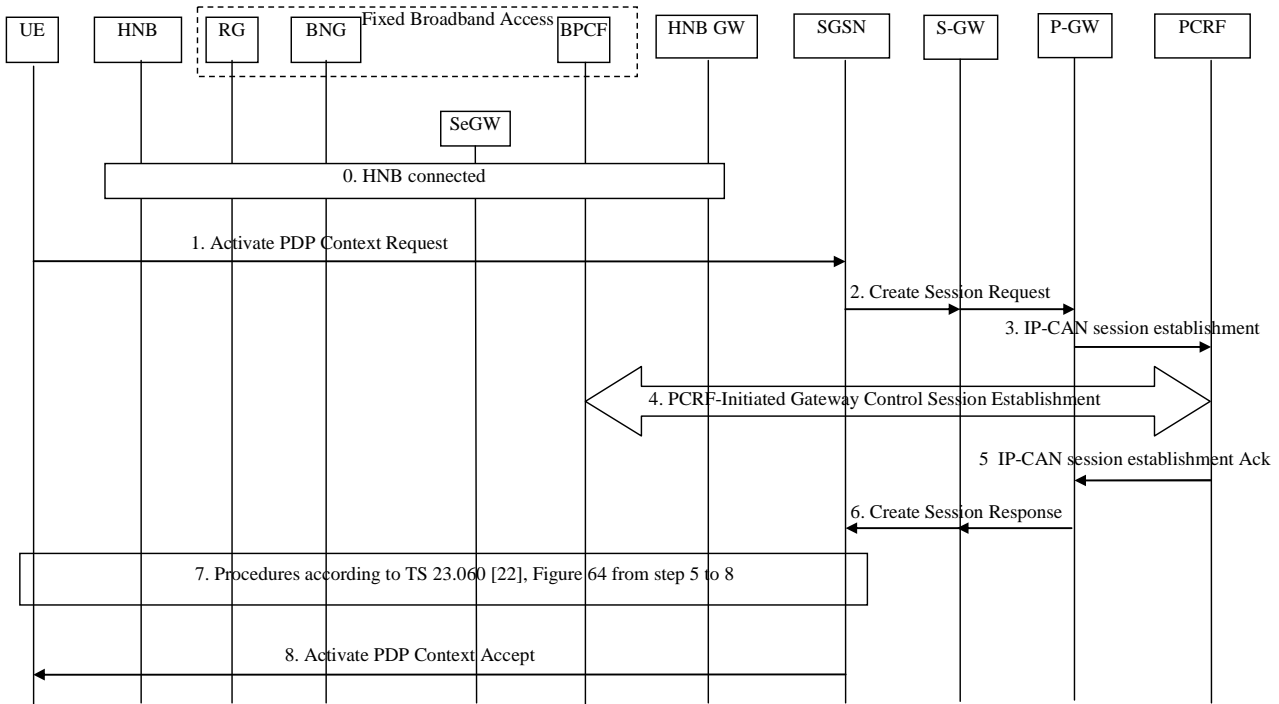 Fixed Broadband Access
UE
HNB
RG
BNG
BPCF
HNB GW
SGSN
S-GW
P-GW
PCRF
SeGW
0. HNB connected
1. Activate PDP Context Request
2. Create Session Request
3. IP-CAN session establishment
4. PCRF-Initiated Gateway Control Session Establishment
5 IP-CAN session establishment Ack
6. Create Session Response
7. Procedures according to TS 23.060 [22], Figure 64 from step 5 to 8
8. Activate PDP Context Accept